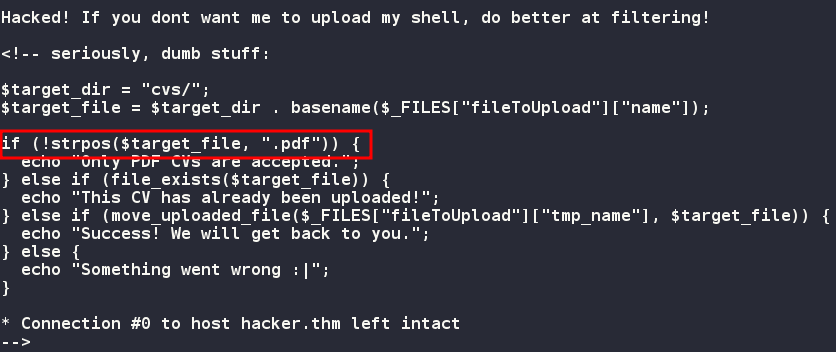 Hacked! If you dont want me to upload my shell, do better at filtering!
<!-- seriously, dumb stuff:
$target_dir = "cvs/";
$target_file = $target_dir . basename($_FILES["fileToUpload"]["name"]);
if (!strpos($target_file, ".pdf")) {
  echo "Only PDF CVs are accepted.";
} else if (file_exists($target_file)) {
  echo "This CV has already been uploaded!";
} else if (move_uploaded_file($_FILES["fileToUpload"]["tmp_name"], $target_file)) {
  echo "Success! We will get back to you.";
} else {
  echo "Something went wrong :|";
}
* Connection #0 to host hacker.thm left intact
-->